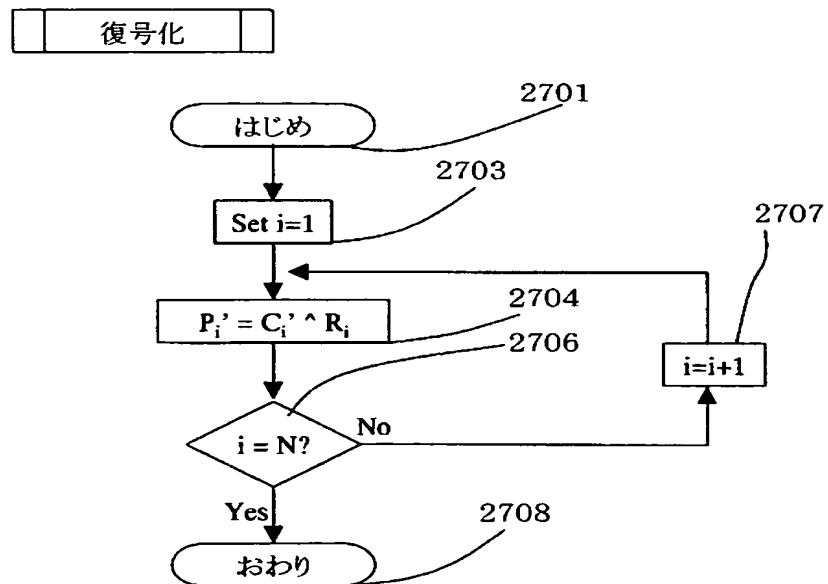 復号化
2701
はじめ
2703
Set i=1
2707
2704
P_i' = C_i' ^ R_i
2706
i=i+1
i = N?
No
Yes
2708
おわり